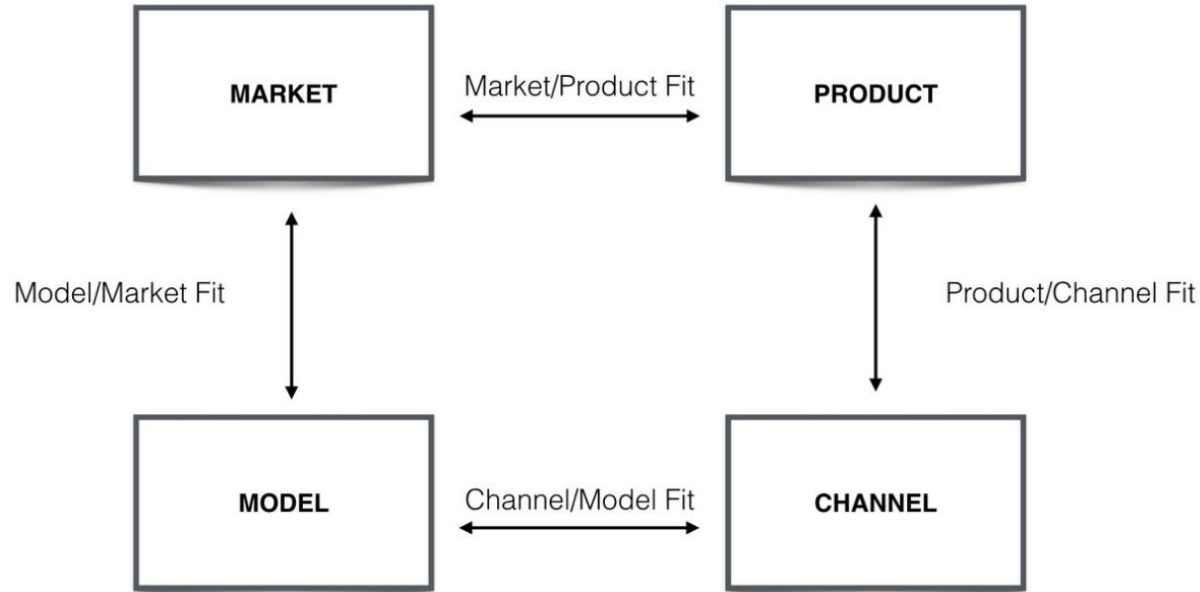 MARKET
Market/Product Fit
PRODUCT
Model/Market Fit
Product/Channel Fit
MODEL
Channel/Model Fit
CHANNEL